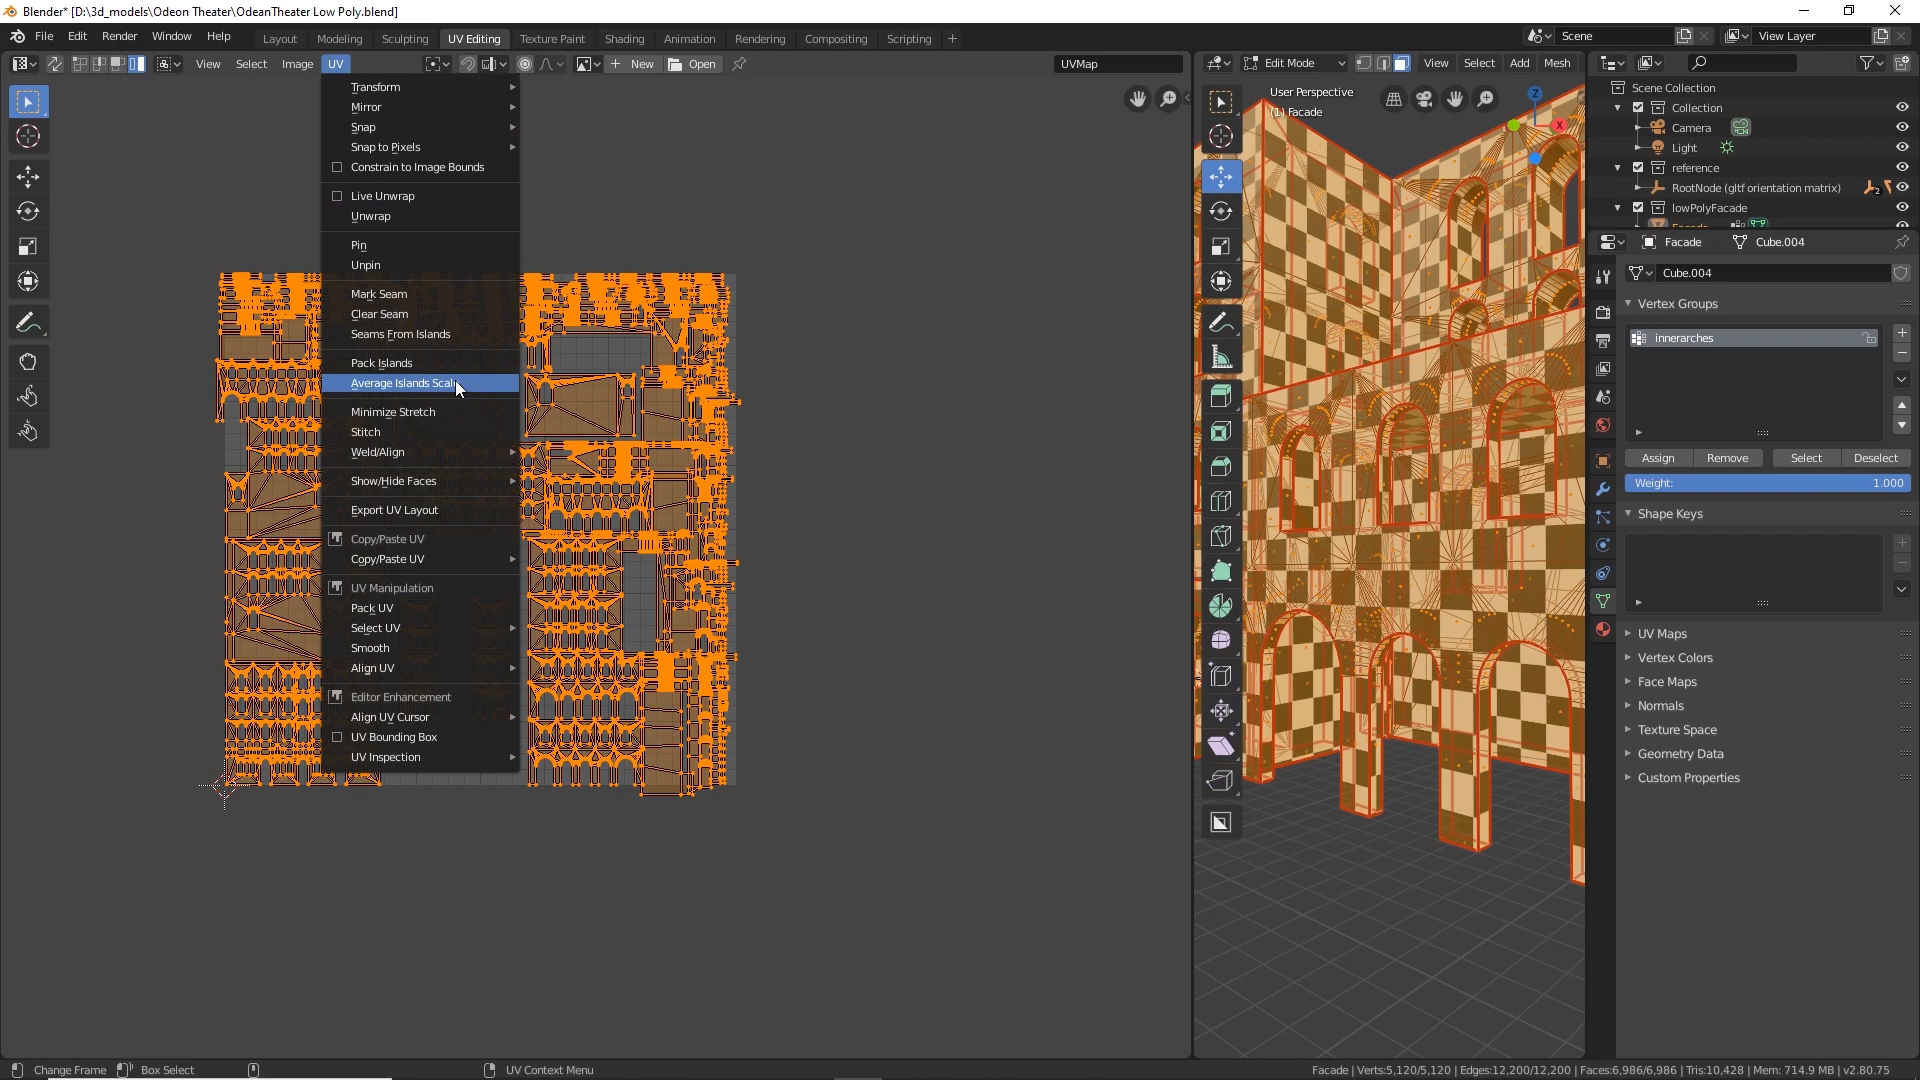 Blender* [D:\3d_models\Odeon Theater\OdeanTheater Low Poly.blend]
File Edit Render Window Help Layout Modeling Sculpting UV Editing Texture Paint Shading Animation Rendering Compositing Scripting + Scene View Layer
View Select Image UV New Open UVMap Edit Mode View Select Add Mesh
Transform
Mirror
Snap
Snap to Pixels
Constrain to Image Bounds
Live Unwrap
Unwrap
Pin
Unpin
Mark Seam
Clear Seam
Seams From Islands
Pack Islands
Average Islands Scale
Minimize Stretch
Stitch
Weld/Align
Show/Hide Faces
Export UV Layout
Copy/Paste UV
Copy/Paste UV
UV Manipulation
Pack UV
Select UV
Smooth
Align UV
Editor Enhancement
Align UV Cursor
UV Bounding Box
UV Inspection
User Perspective
(1) Facade
Z
X
Scene Collection
Collection
Camera
Light
reference
RootNode (gltf orientation matrix) 2
lowPolyFacade
Facade Cube.004
Cube.004
Vertex Groups
innerarches
Assign Remove Select Deselect
Weight: 1.000
Shape Keys
UV Maps
Vertex Colors
Face Maps
Normals
Texture Space
Geometry Data
Custom Properties
Change Frame Box Select UV Context Menu Facade | Verts:5,120/5,120 | Edges:12,200/12,200 | Faces:6,986/6,986 | Tris:10,428 | Mem: 714.9 MB | v2.80.75